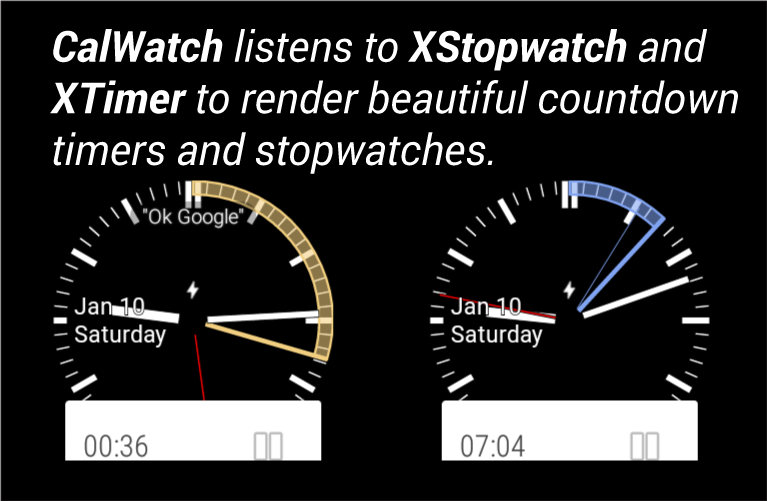 CalWatch listens to XStopwatch and
XTimer to render beautiful countdown
timers and stopwatches.
"Ok Google"
Jan 10
Saturday
00:36
Jan 10
Saturday
07:04